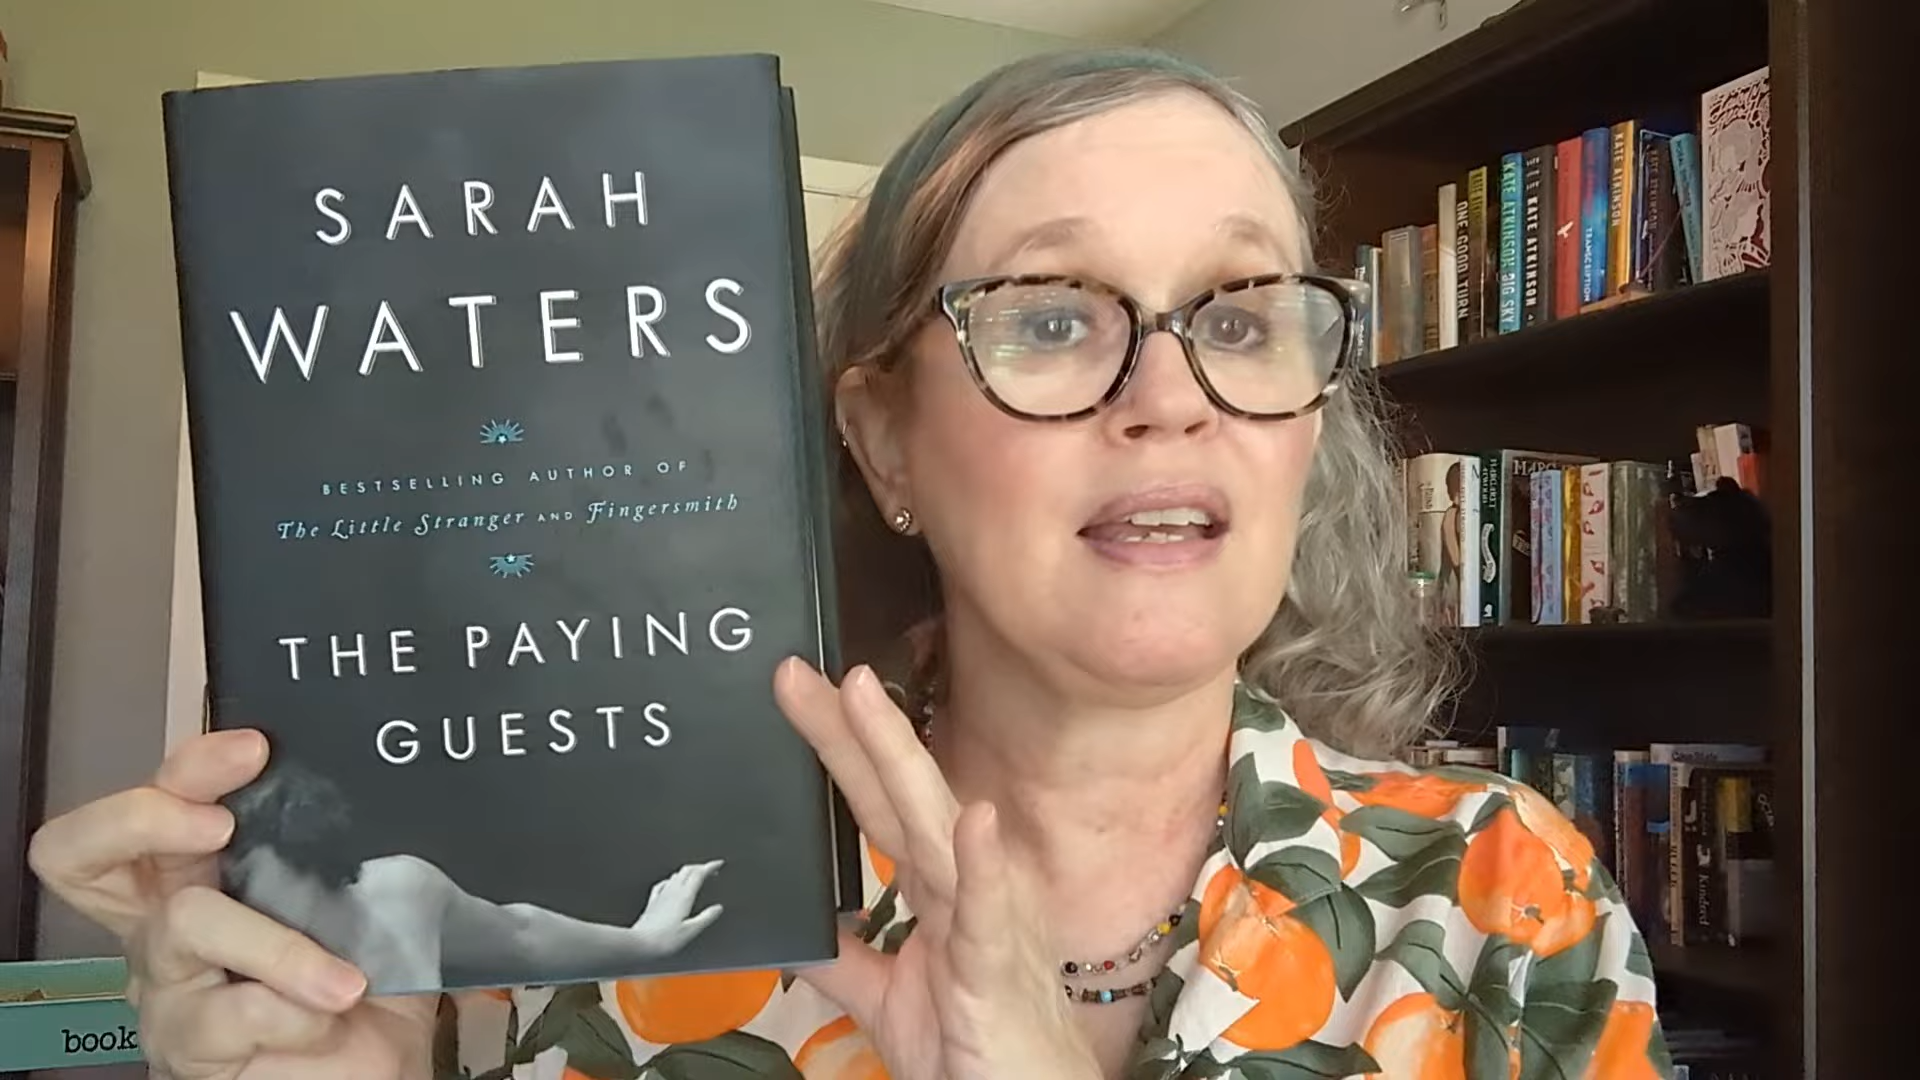 SARAH
WATERS
BESTSELLING AUTHOR OF
The Little Stranger AND Fingersmith
THE PAYING
GUESTS
book
ONE GOOD TURN
KATE ATKINSON BIG SKY
KATE ATKINSON
TRANSCRIPTION
KATE ATKINSON
MARGARET
Kindred